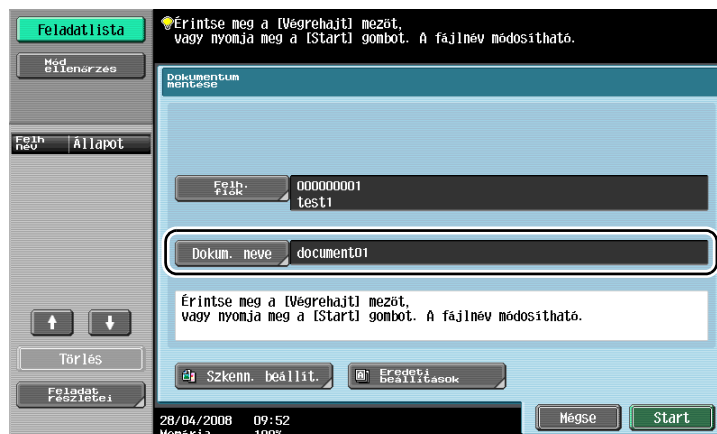 Feladatlista
Mód
ellenőrzés
Felh
név
Állapot
Törlés
Feladat
részletei
Érintse meg a [Végrehajt] mezőt,
vagy nyomja meg a [Start] gombot. A fájlnév módosítható.
Dokumentum
mentése
Felh.
fiók
000000001
test1
Dokum. neve
document01
Érintse meg a [Végrehajt] mezőt,
vagy nyomja meg a [Start] gombot. A fájlnév módosítható.
Szkenn. beállít.
Eredeti
beállítások
28/04/2008 09:52
Memória 100%
Mégse
Start